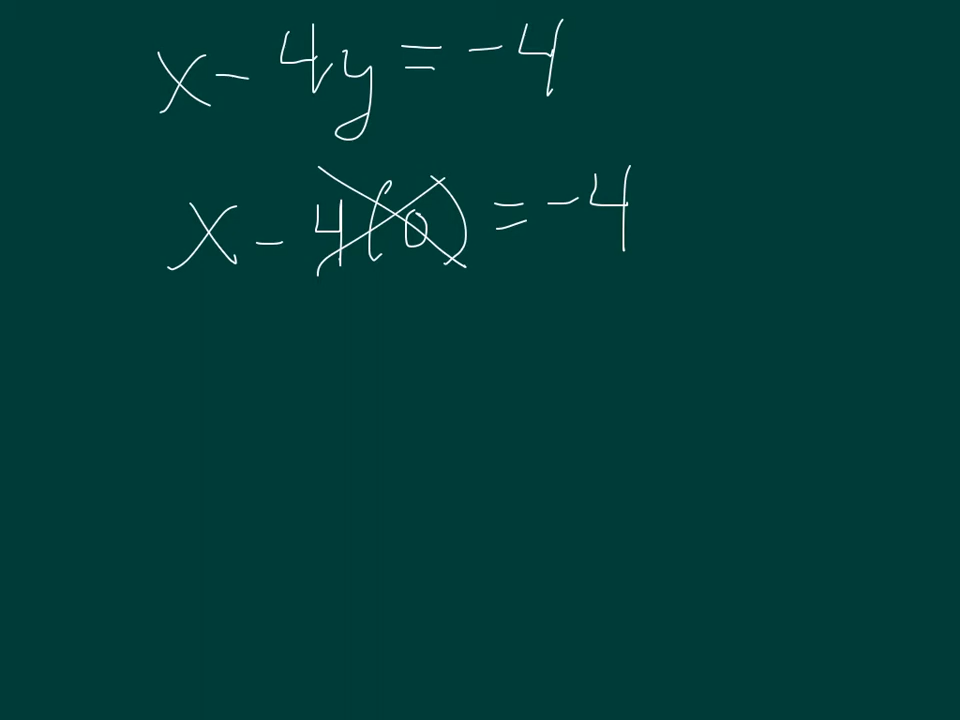 x - 4y = -4
x - 4(0) = -4